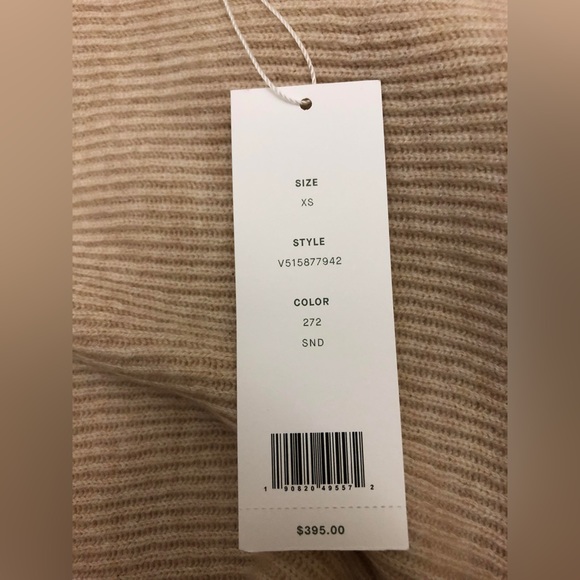 SIZE
XS
STYLE
V515877942
COLOR
272
SND
1 90820 49557 2
$395.00